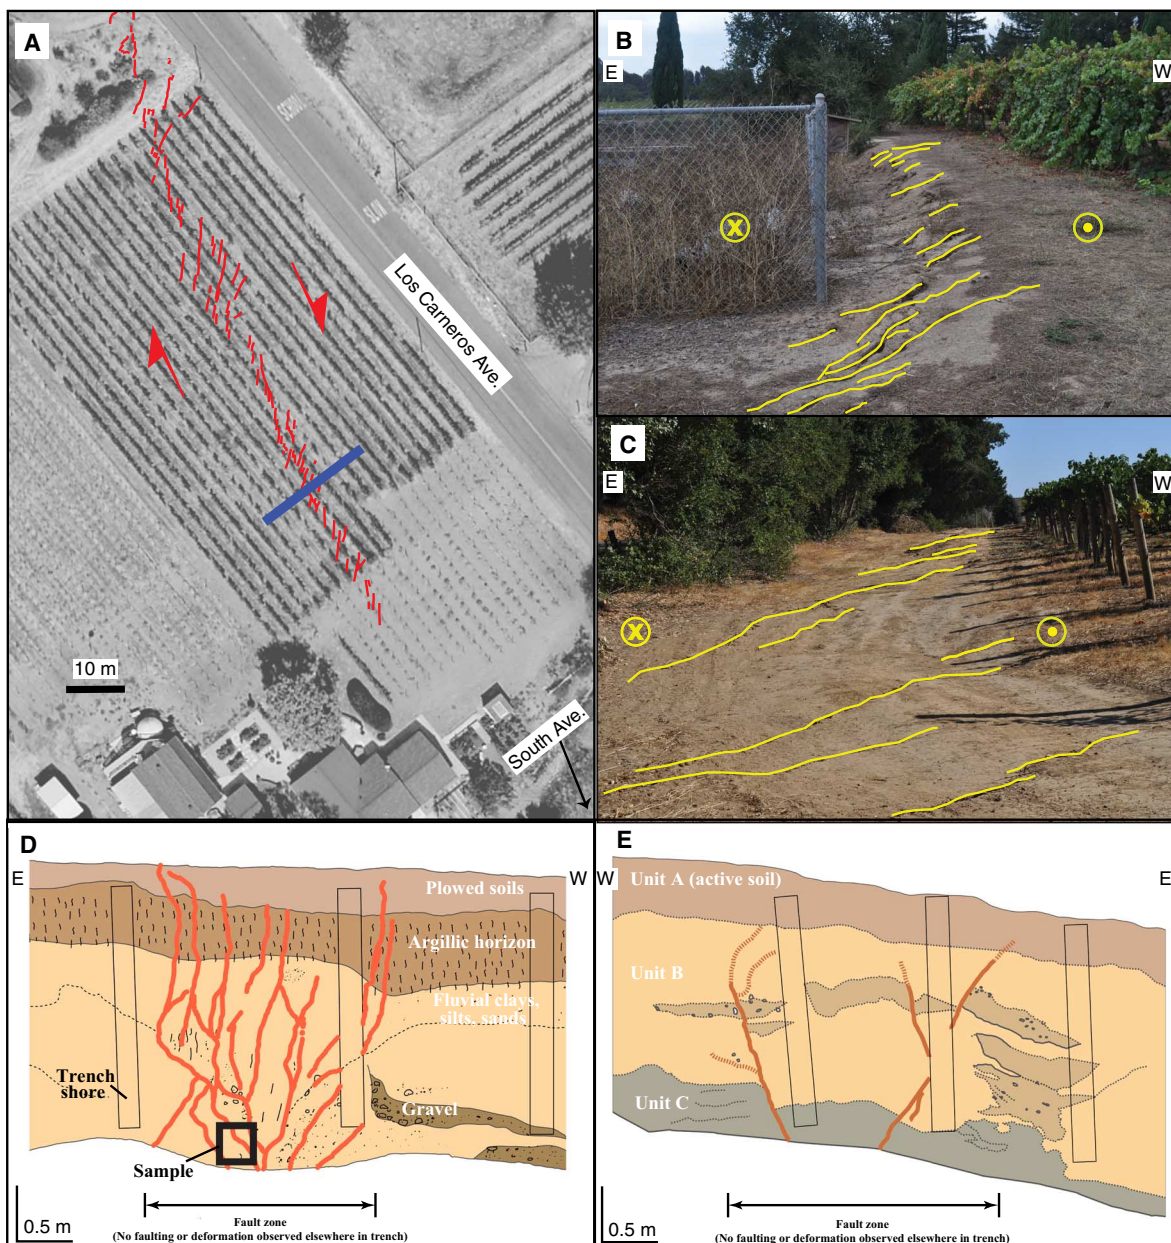 A
SLOW
SLOW
Los Carneros Ave.
10 m
South Ave.
B
E
W
x
C
E
W
x
D
E
W
Plowed soils
Argillic horizon
Fluvial clays,
silts, sands
Trench
shore
Gravel
Sample
0.5 m
Fault zone
(No faulting or deformation observed elsewhere in trench)
E
W
E
Unit A (active soil)
Unit B
Unit C
0.5 m
Fault zone
(No faulting or deformation observed elsewhere in trench)